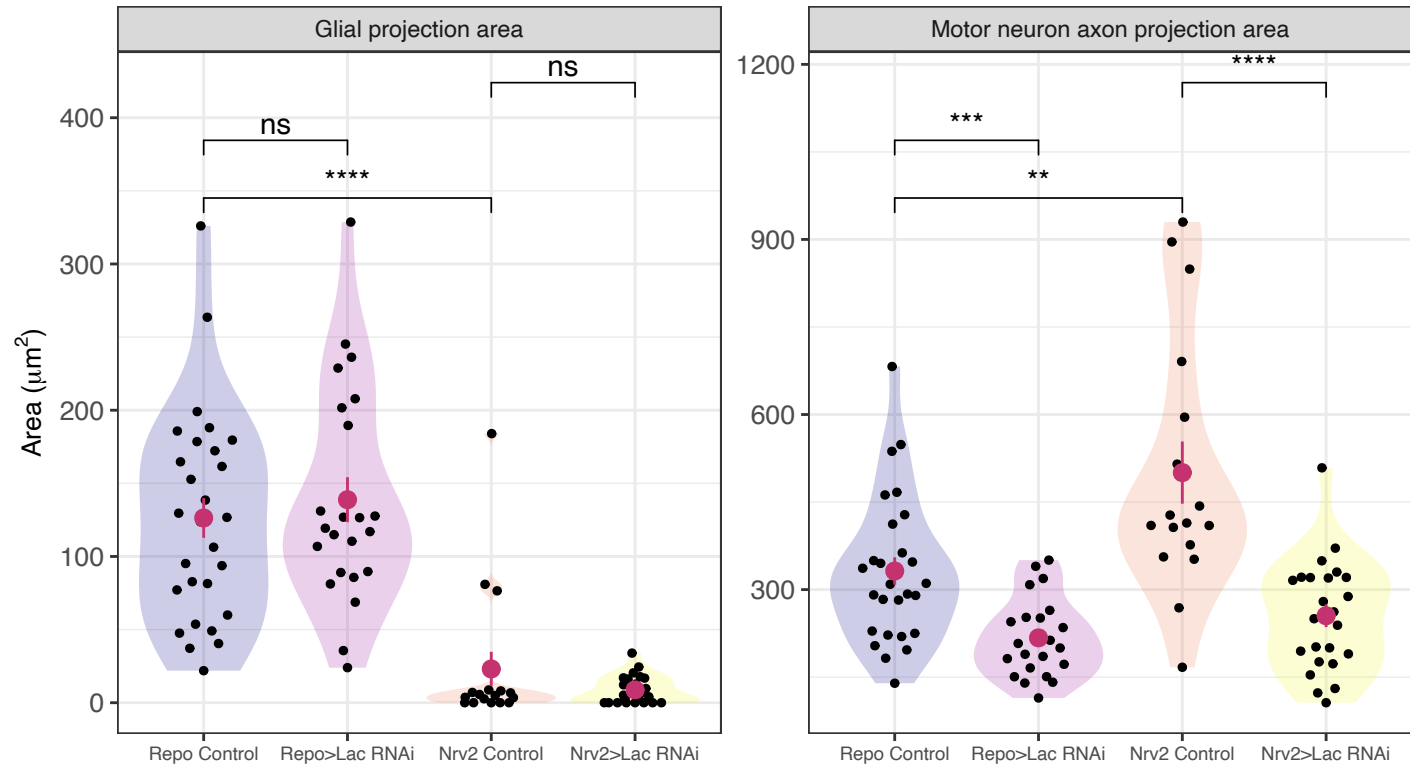 Glial projection area
Motor neuron axon projection area
Area (μm²)
400
300
200
100
0
ns
ns
****
1200
900
600
300
****
***
**
Repo Control
Repo>Lac RNAi
Nrv2 Control
Nrv2>Lac RNAi
Repo Control
Repo>Lac RNAi
Nrv2 Control
Nrv2>Lac RNAi